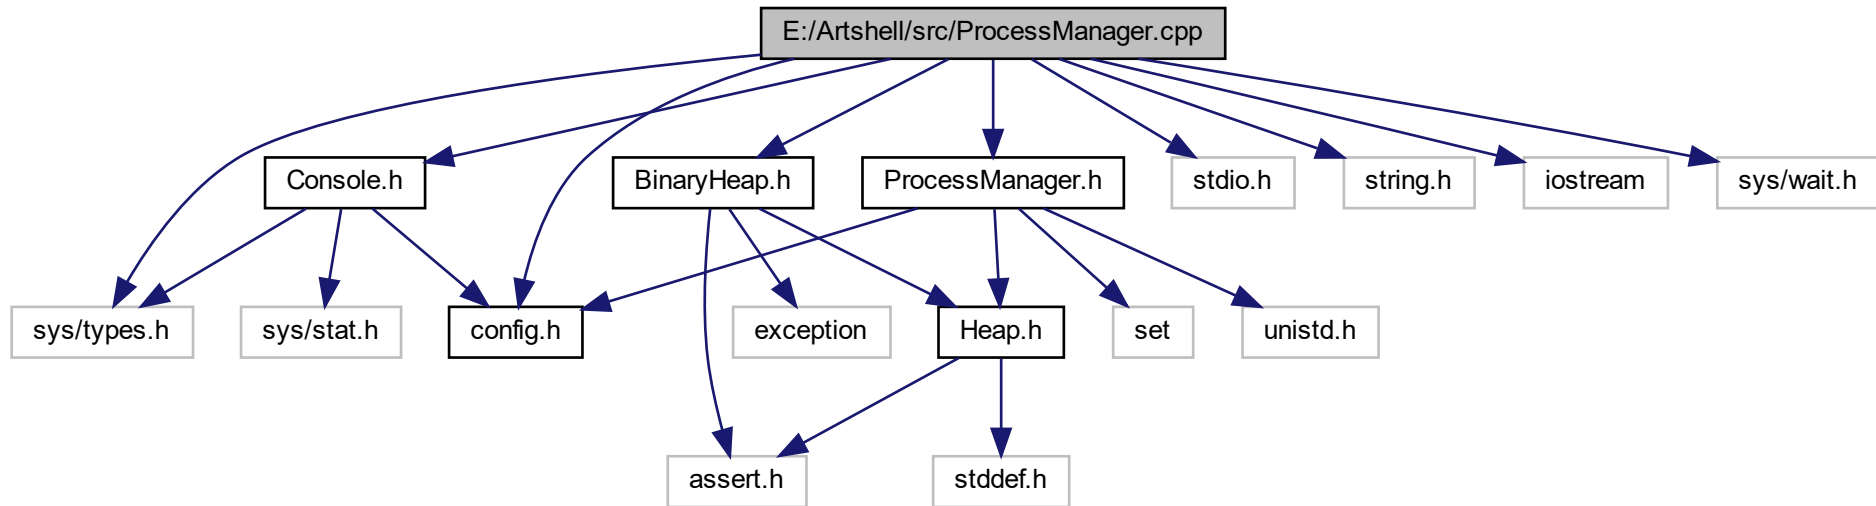 E:/Artshell/src/ProcessManager.cpp
Console.h
BinaryHeap.h
ProcessManager.h
stdio.h
string.h
iostream
sys/wait.h
sys/types.h
sys/stat.h
config.h
exception
Heap.h
set
unistd.h
assert.h
stddef.h